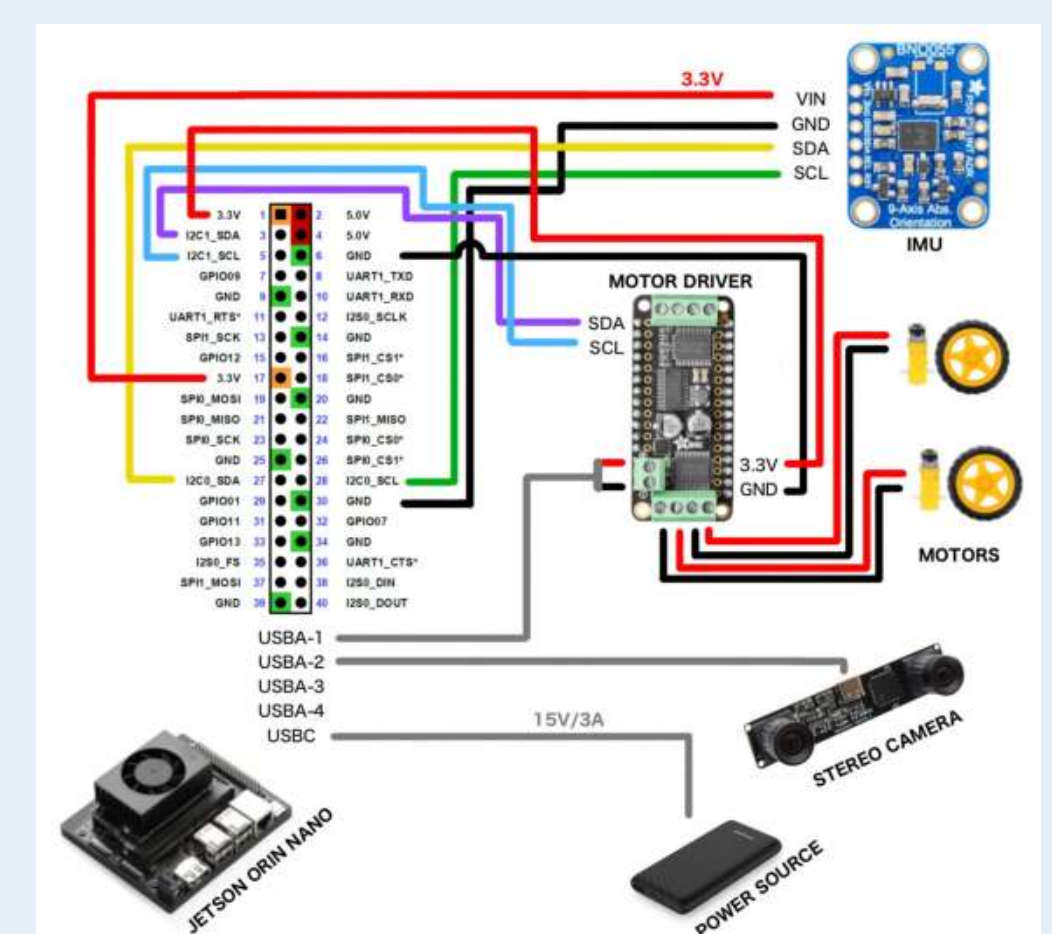 3.3V
BNO055
VIN
GND
SDA
SCL
9-Axis Abs.
Orientation
IMU
3.3V 1 2 5.0V
I2C1_SDA 3 4 5.0V
I2C1_SCL 5 6 GND
GPIO09 7 8 UART1_TXD
GND 9 10 UART1_RXD
UART1_RTS* 11 12 I2S0_SCLK
SPI1_SCK 13 14 GND
GPIO12 15 16 SPI1_CS1*
3.3V 17 18 SPI1_CS0*
SPI0_MOSI 19 20 GND
SPI0_MISO 21 22 SPI1_MISO
SPI0_SCK 23 24 SPI0_CS0*
GND 25 26 SPI0_CS1*
I2C0_SDA 27 28 I2C0_SCL
GPIO01 29 30 GND
GPIO11 31 32 GPIO07
GPIO13 33 34 GND
I2S0_FS 35 36 UART1_CTS*
SPI1_MOSI 37 38 I2S0_DIN
GND 39 40 I2S0_DOUT
MOTOR DRIVER
SDA
SCL
3.3V
GND
MOTORS
USBA-1
USBA-2
USBA-3
USBA-4
USBC
15V/3A
STEREO CAMERA
JETSON ORIN NANO
POWER SOURCE